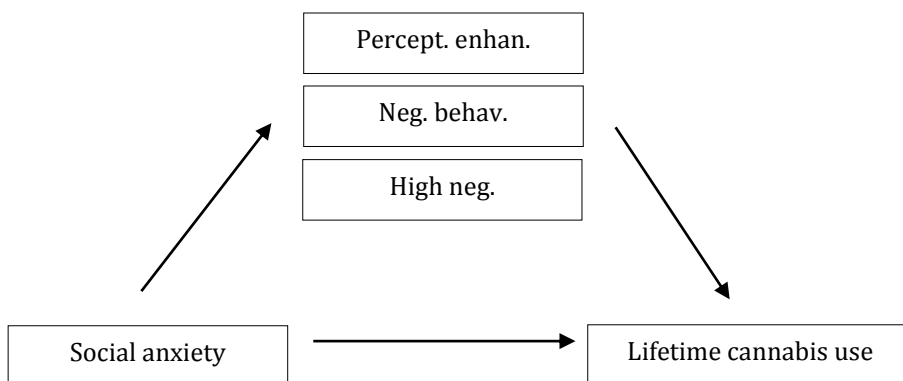 Percept. enhan.
Neg. behav.
High neg.
Social anxiety
Lifetime cannabis use